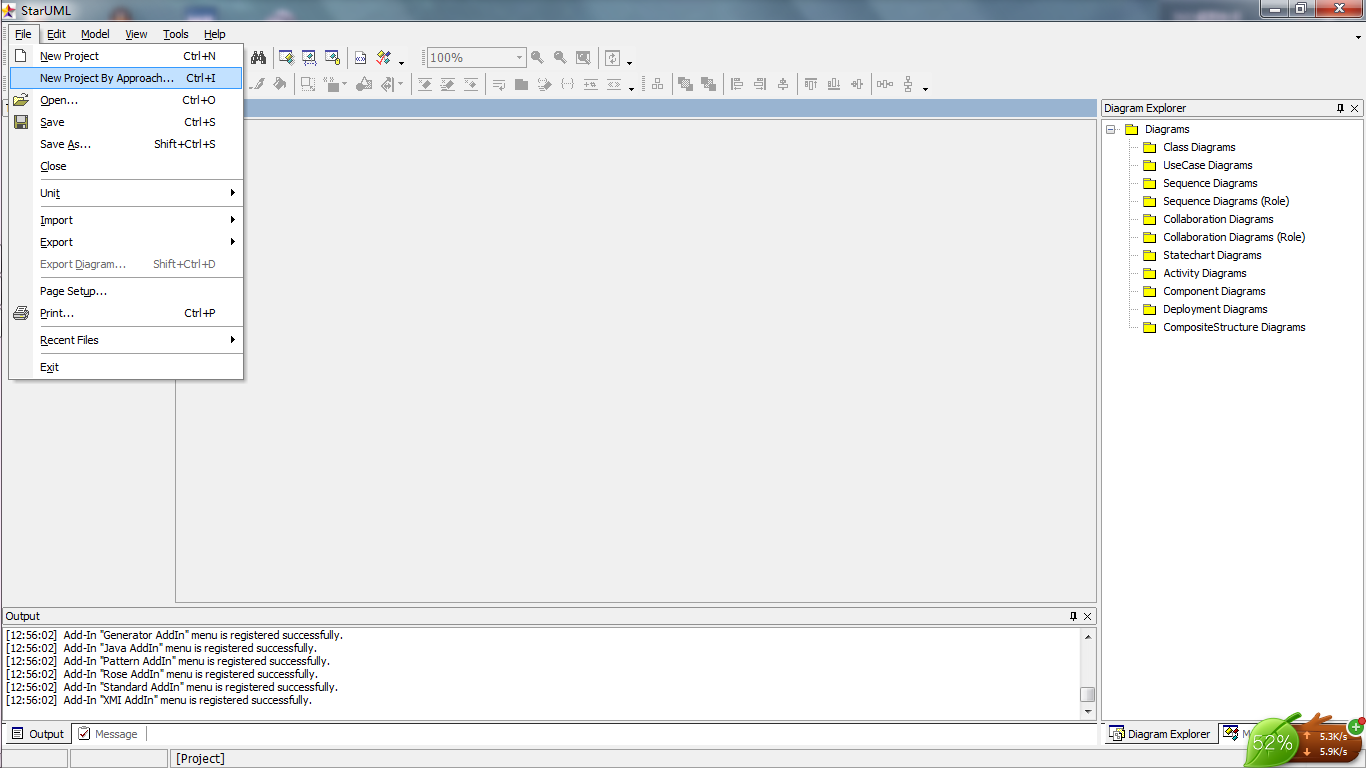 StarUML
File Edit Model View Tools Help
New Project Ctrl+N
New Project By Approach... Ctrl+I
Open... Ctrl+O
Save Ctrl+S
Save As... Shift+Ctrl+S
Close
Unit
Import
Export
Export Diagram... Shift+Ctrl+D
Page Setup...
Print... Ctrl+P
Recent Files
Exit
100%
Diagram Explorer
Diagrams
Class Diagrams
UseCase Diagrams
Sequence Diagrams
Sequence Diagrams (Role)
Collaboration Diagrams
Collaboration Diagrams (Role)
Statechart Diagrams
Activity Diagrams
Component Diagrams
Deployment Diagrams
CompositeStructure Diagrams
Output
[12:56:02] Add-In "Generator AddIn" menu is registered successfully.
[12:56:02] Add-In "Java AddIn" menu is registered successfully.
[12:56:02] Add-In "Pattern AddIn" menu is registered successfully.
[12:56:02] Add-In "Rose AddIn" menu is registered successfully.
[12:56:02] Add-In "Standard AddIn" menu is registered successfully.
[12:56:02] Add-In "XMI AddIn" menu is registered successfully.
Output Message
Diagram Explorer
52%
5.3K/s
5.9K/s
[Project]